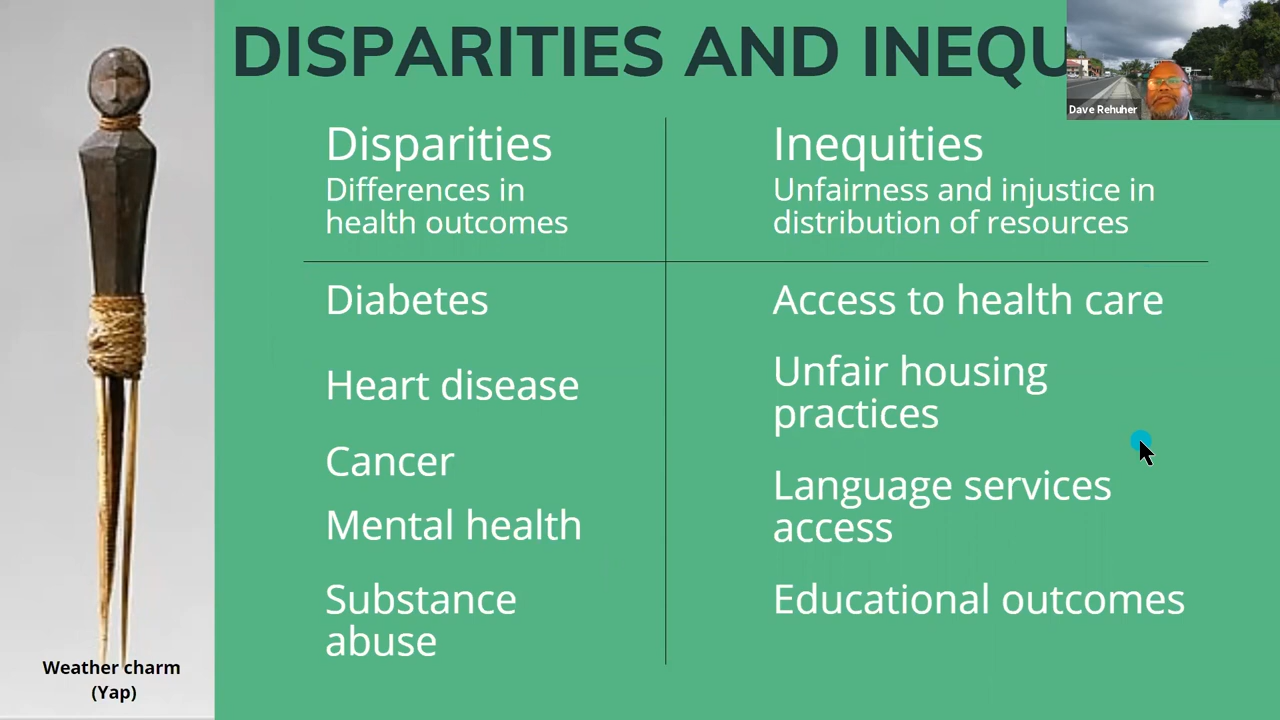 DISPARITIES AND INEQU
Dave Rehuher
Disparities
Differences in
health outcomes
Inequities
Unfairness and injustice in
distribution of resources
Diabetes
Heart disease
Cancer
Mental health
Substance
abuse
Access to health care
Unfair housing
practices
Language services
access
Educational outcomes
Weather charm
(Yap)